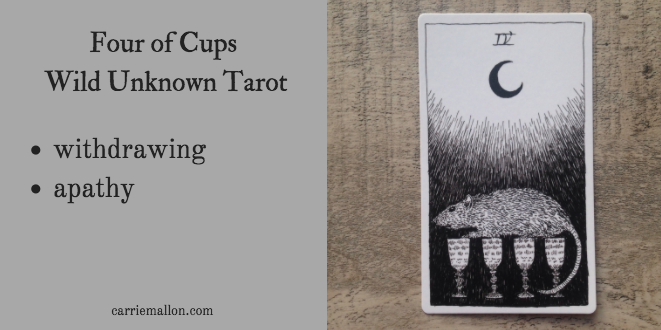 Four of Cups
Wild Unknown Tarot
withdrawing
apathy
carriemallon.com
IV